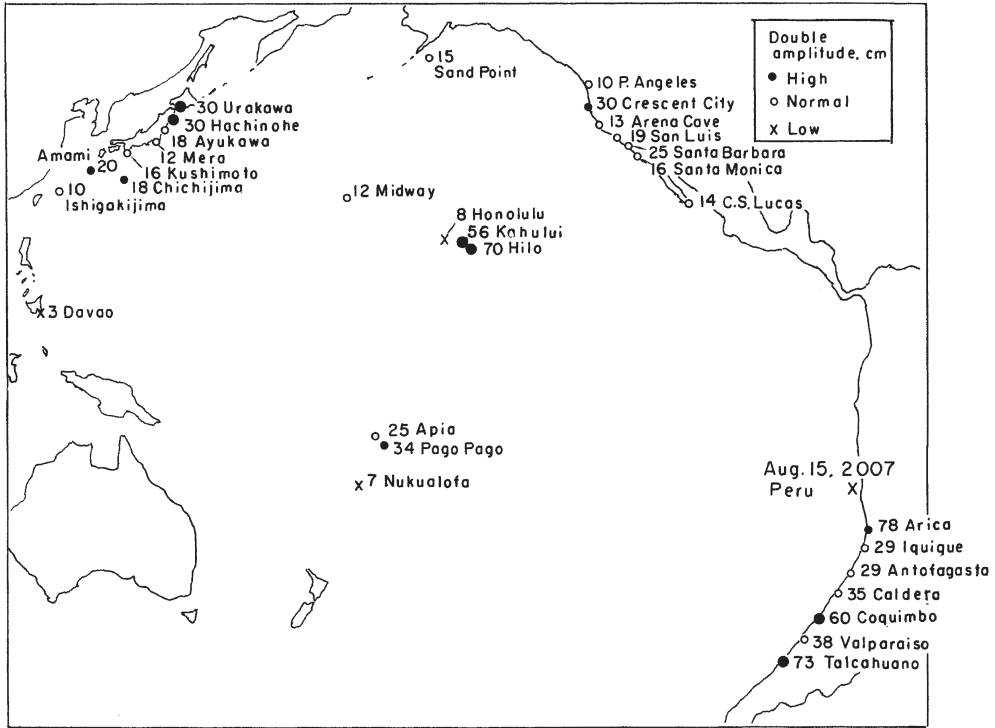 Double
amplitude, cm
High
Normal
x Low
15
Sand Point
10 P. Angeles
30 Crescent City
13 Arena Cave
19 San Luis
25 Santa Barbara
16 Santa Monica
14 C.S. Lucas
30 Urakawa
30 Hachinohe
18 Ayukawa
12 Mera
Amami
20
16 Kushimoto
18 Chichijima
10
Ishigakijima
12 Midway
8 Honolulu
56 Kahului
70 Hilo
x 3 Davao
25 Apia
34 Pago Pago
x 7 Nukualofa
Aug. 15, 2007
Peru x
78 Arica
29 Iquique
29 Antofagasta
35 Caldera
60 Coquimbo
38 Valparaiso
73 Talcahuano